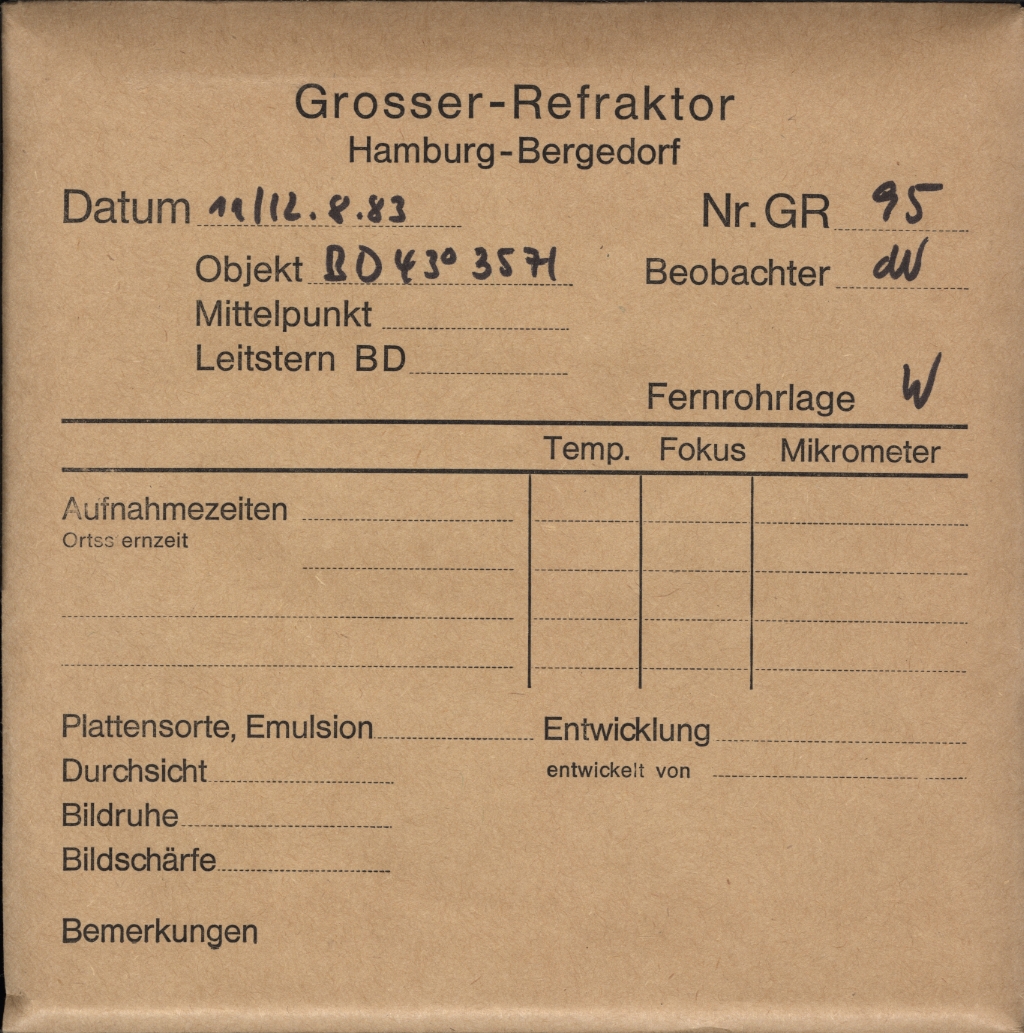 Grosser-Refraktor
Hamburg-Bergedorf
Datum 11/12.8.83 Nr. GR 95
Objekt BD 43° 3571 Beobachter dW
Mittelpunkt
Leitstern BD
Fernrohrlage W
Temp. Fokus Mikrometer
Aufnahmezeiten
Ortssternzeit
Plattensorte, Emulsion Entwicklung
Durchsicht entwickelt von
Bildruhe
Bildschärfe
Bemerkungen